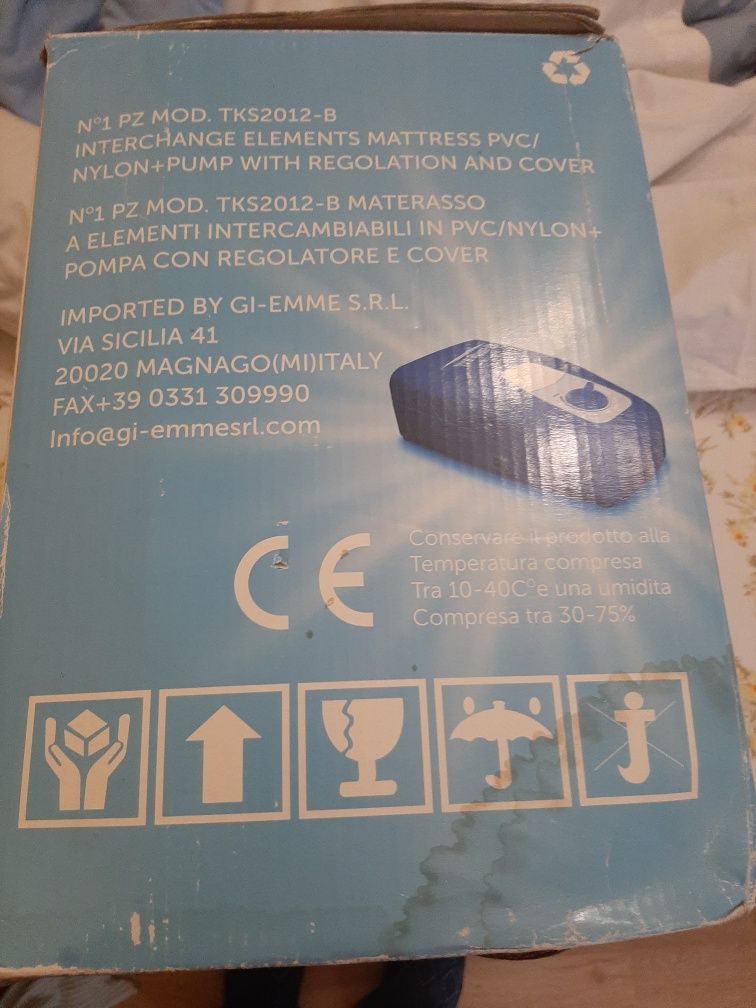 N°1 PZ MOD. TKS2012-B
INTERCHANGE ELEMENTS MATTRESS PVC/
NYLON+PUMP WITH REGOLATION AND COVER
N°1 PZ MOD. TKS2012-B MATERASSO
A ELEMENTI INTERCAMBIABILI IN PVC/NYLON+
POMPA CON REGOLATORE E COVER
IMPORTED BY GI-EMME S.R.L.
VIA SICILIA 41
20020 MAGNAGO(MI)ITALY
FAX+39 0331 309990
Info@gi-emmesrl.com
CE
Conservare il prodotto alla
Temperatura compresa
Tra 10-40C°e una umidita
Compresa tra 30-75%